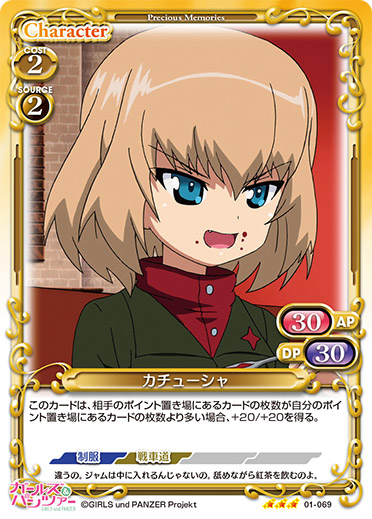 Precious Memories
Character
COST
2
SOURCE
2
30 AP
DP 30
カチューシャ
このカードは、相手のポイント置き場にあるカードの枚数が自分のポイ
ント置き場にあるカードの枚数より多い場合、+20/+20を得る。
制服 戦車道
違うの。ジャムは中に入れるんじゃないの。舐めながら紅茶を飲むのよ。
ガールズ&パンツァー
GIRLS und PANZER
©GIRLS und PANZER Projekt
01-069